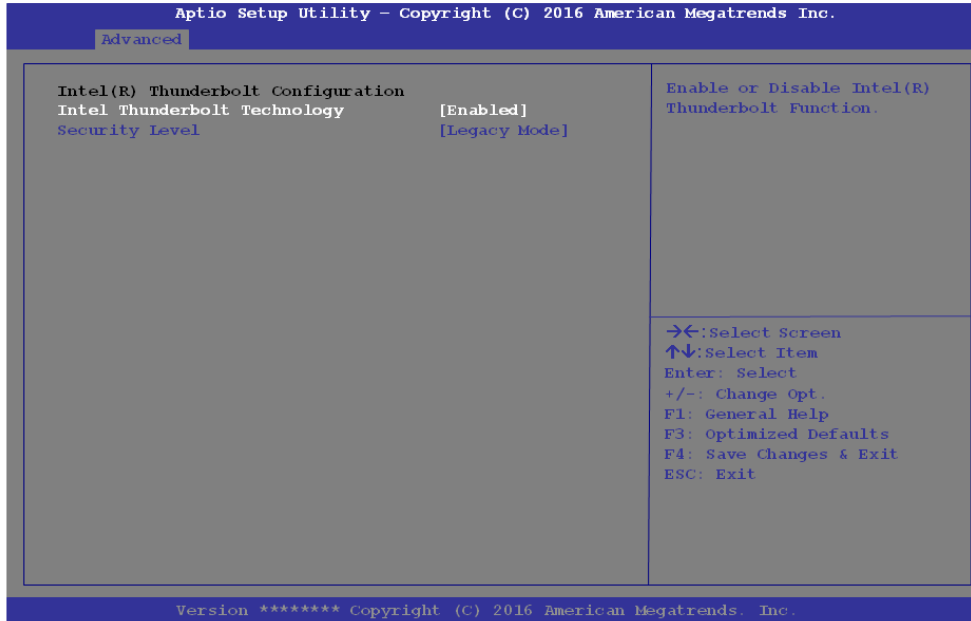 Aptio Setup Utility – Copyright (C) 2016 American Megatrends Inc.
Advanced
Intel(R) Thunderbolt Configuration
Intel Thunderbolt Technology [Enabled]
Security Level [Legacy Mode]
Enable or Disable Intel(R)
Thunderbolt Function.
→←:Select Screen
↑↓:Select Item
Enter: Select
+/-: Change Opt.
F1: General Help
F3: Optimized Defaults
F4: Save Changes & Exit
ESC: Exit
Version ******** Copyright (C) 2016 American Megatrends. Inc.